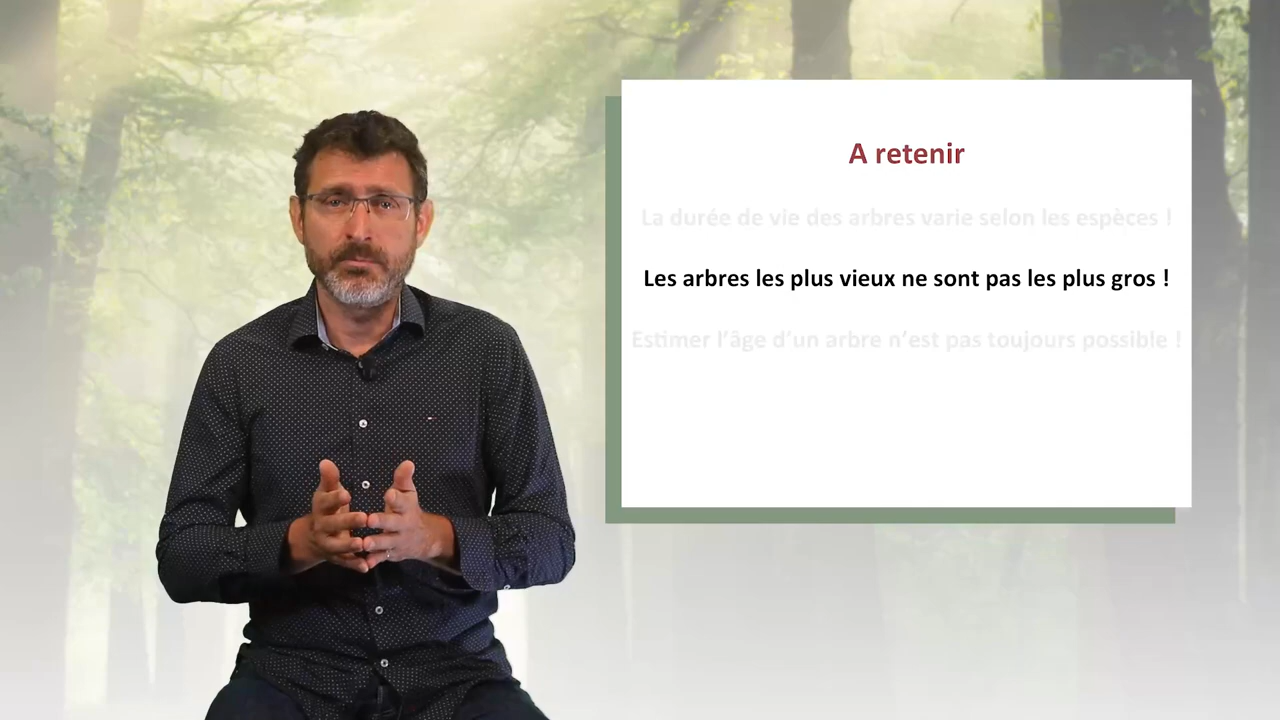 A retenir
La durée de vie des arbres varie selon les espèces !
Les arbres les plus vieux ne sont pas les plus gros !
Estimer l’âge d’un arbre n’est pas toujours possible !